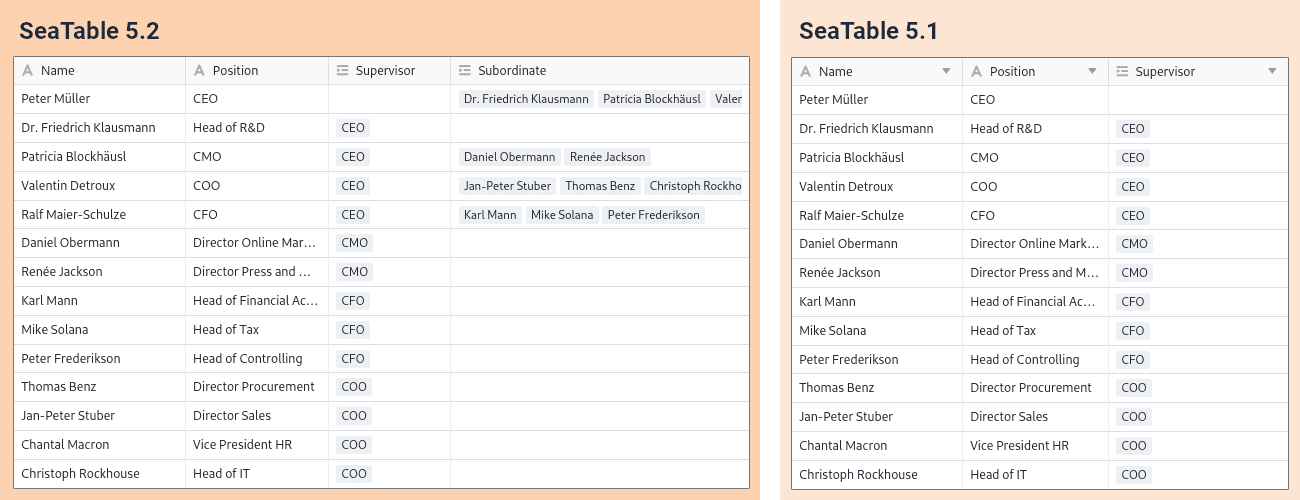 SeaTable 5.2
Name Position Supervisor Subordinate
Peter Müller CEO Dr. Friedrich Klausmann Patricia Blockhäusl Valer
Dr. Friedrich Klausmann Head of R&D CEO
Patricia Blockhäusl CMO CEO Daniel Obermann Renée Jackson
Valentin Detroux COO CEO Jan-Peter Stuber Thomas Benz Christoph Rockho
Ralf Maier-Schulze CFO CEO Karl Mann Mike Solana Peter Frederikson
Daniel Obermann Director Online Mar... CMO
Renée Jackson Director Press and ... CMO
Karl Mann Head of Financial Ac... CFO
Mike Solana Head of Tax CFO
Peter Frederikson Head of Controlling CFO
Thomas Benz Director Procurement COO
Jan-Peter Stuber Director Sales COO
Chantal Macron Vice President HR COO
Christoph Rockhouse Head of IT COO
SeaTable 5.1
Name Position Supervisor
Peter Müller CEO
Dr. Friedrich Klausmann Head of R&D CEO
Patricia Blockhäusl CMO CEO
Valentin Detroux COO CEO
Ralf Maier-Schulze CFO CEO
Daniel Obermann Director Online Mark... CMO
Renée Jackson Director Press and M... CMO
Karl Mann Head of Financial Ac... CFO
Mike Solana Head of Tax CFO
Peter Frederikson Head of Controlling CFO
Thomas Benz Director Procurement COO
Jan-Peter Stuber Director Sales COO
Chantal Macron Vice President HR COO
Christoph Rockhouse Head of IT COO